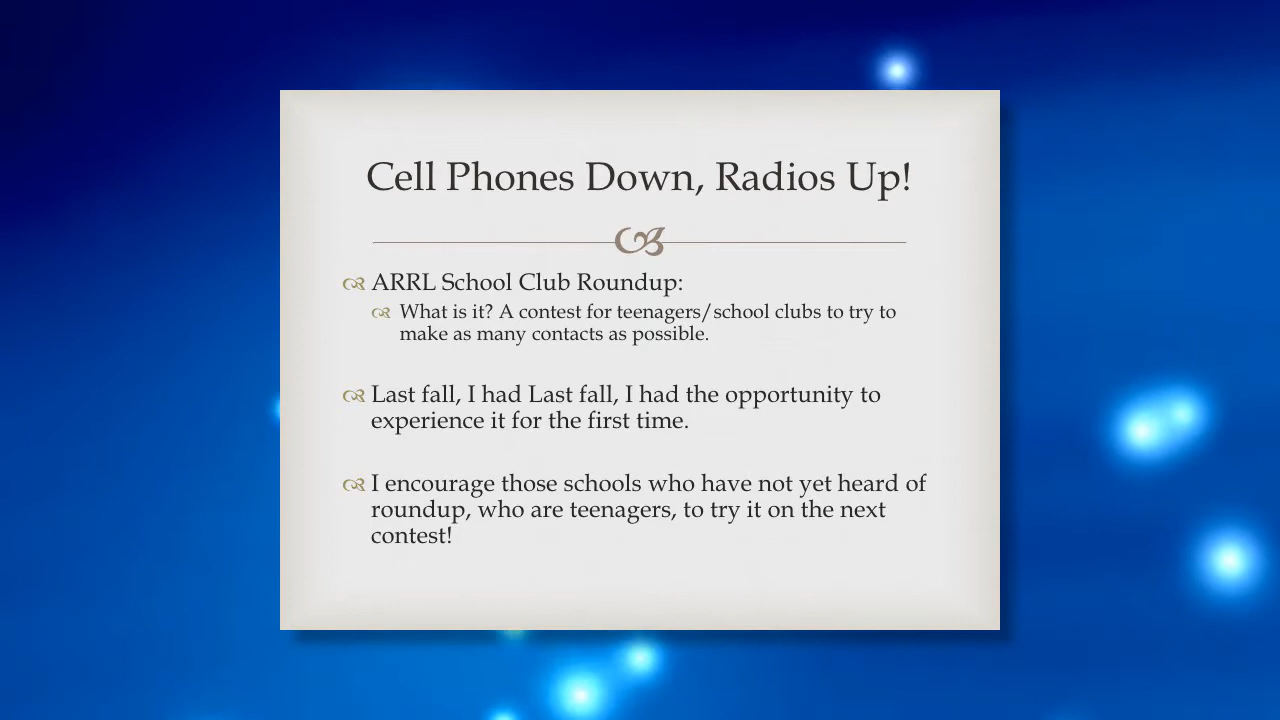 Cell Phones Down, Radios Up!
ARRL School Club Roundup:
What is it? A contest for teenagers/school clubs to try to
make as many contacts as possible.
Last fall, I had Last fall, I had the opportunity to
experience it for the first time.
I encourage those schools who have not yet heard of
roundup, who are teenagers, to try it on the next
contest!